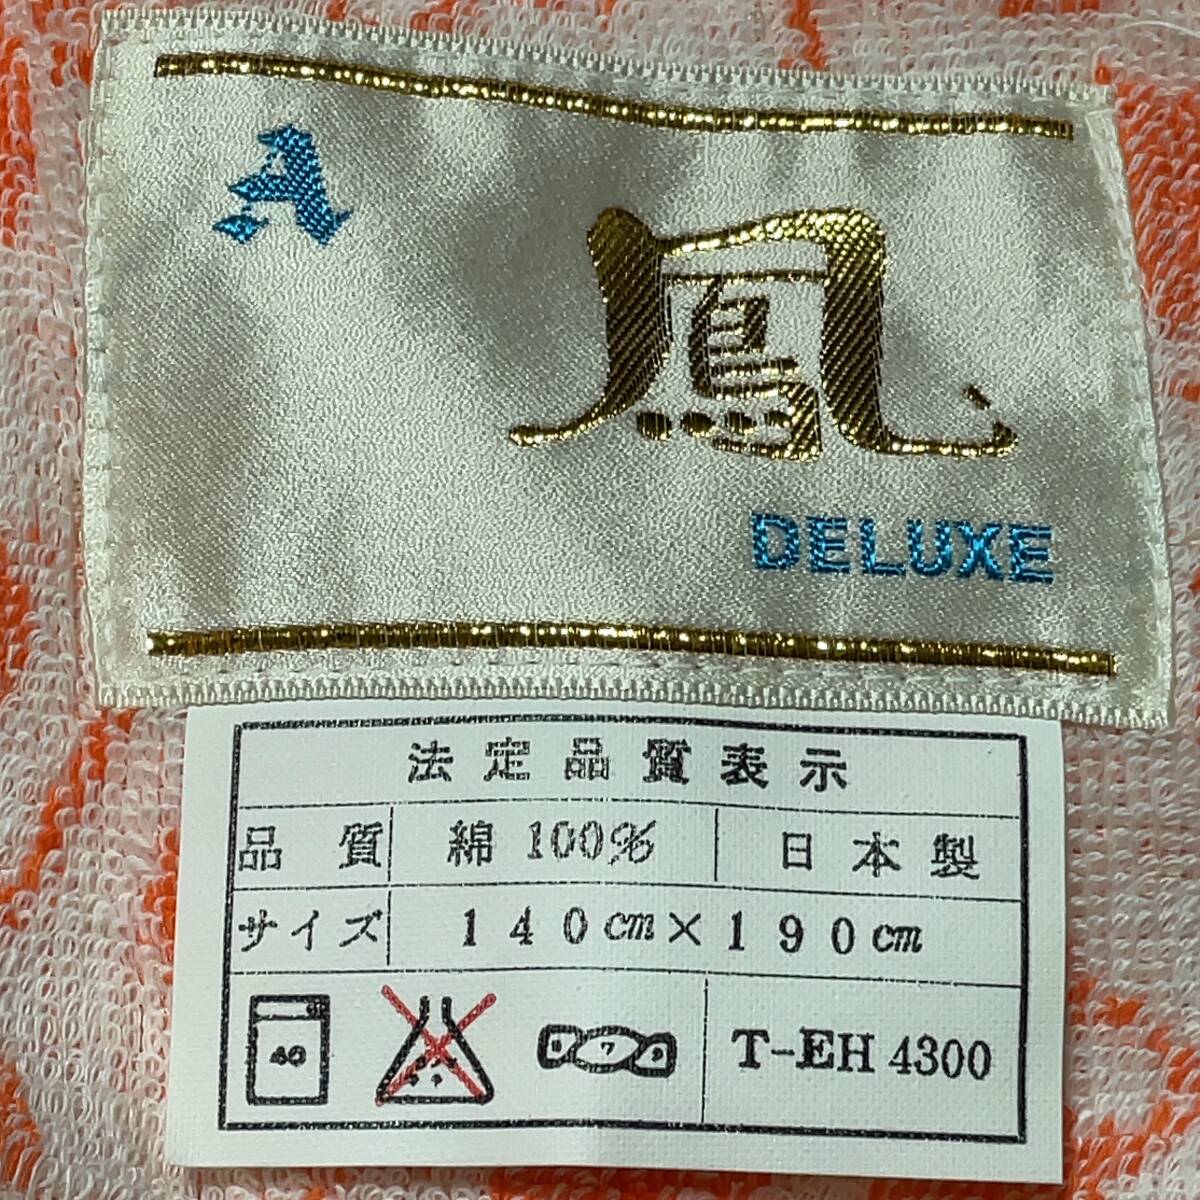 A
鳳
DELUXE
法定品質表示
品質 綿 100% 日本製
サイズ 140cm×190cm
40 T-EH 4300